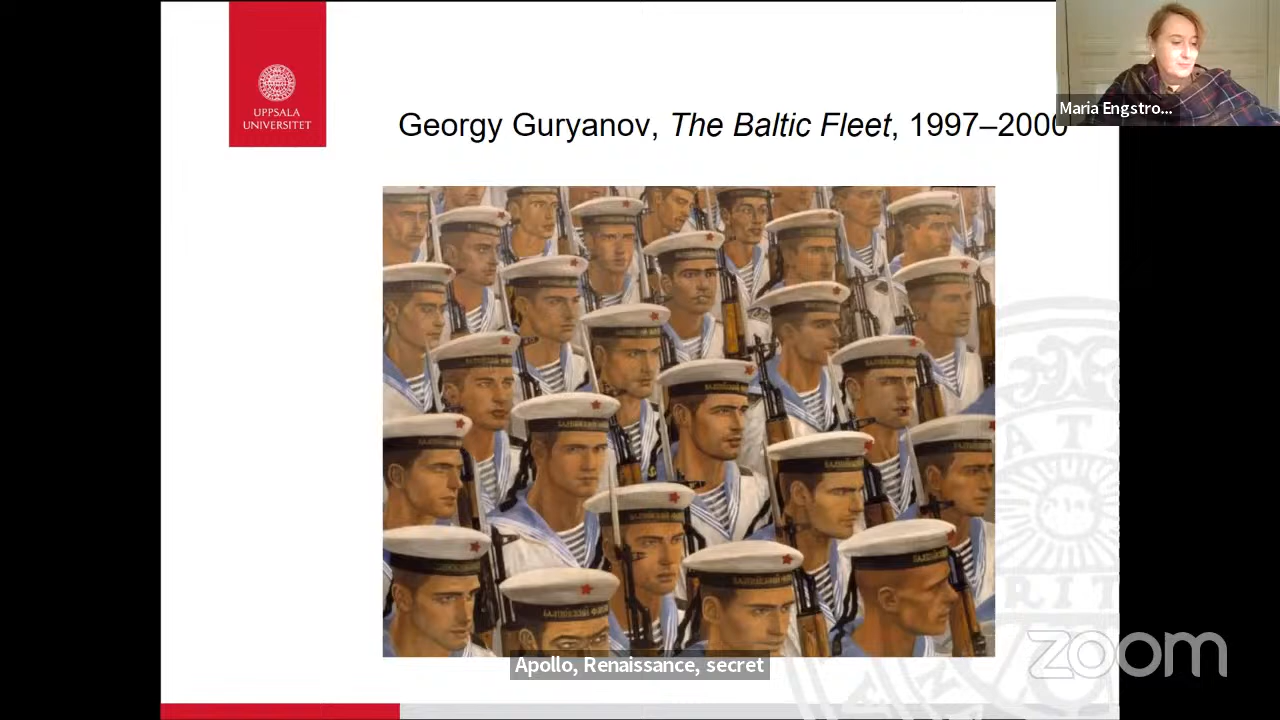 UPPSALA
UNIVERSITET
Georgy Guryanov, The Baltic Fleet, 1997–2000
Maria Engstro...
Apollo, Renaissance, secret
zoom